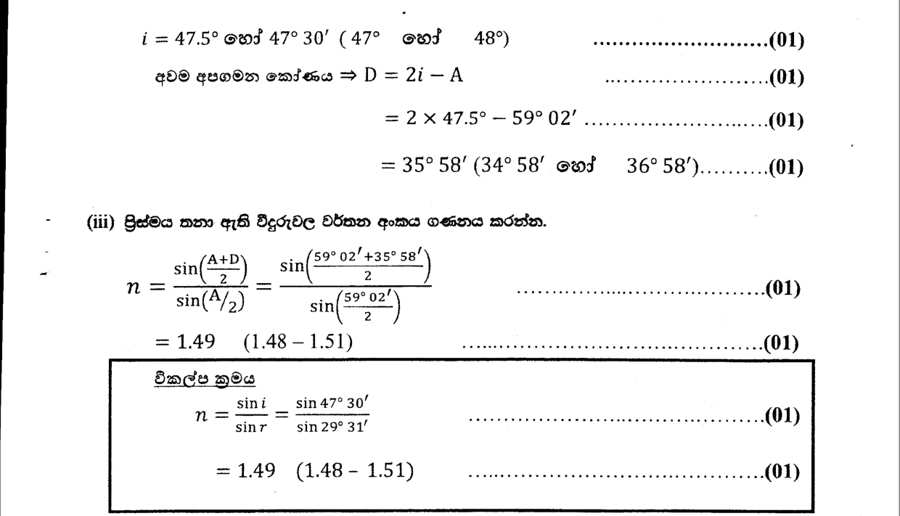 i = 47.5° හෝ 47° 30′ ( 47° හෝ 48°) ..............................(01)
අවම අපගමන කෝණය ⇒ D = 2i − A ..............................(01)
= 2 × 47.5° − 59° 02′ ..............................(01)
= 35° 58′ (34° 58′ හෝ 36° 58′)..........(01)
(iii) ප්‍රිස්මය තනා ඇති වීදුරුවල වර්තන අංකය ගණනය කරන්න.
n = sin((A+D)/2) / sin(A/2) = sin((59° 02′+35° 58′)/2) / sin((59° 02′)/2) ..............................(01)
= 1.49 (1.48 – 1.51) ..............................(01)
විකල්ප ක්‍රමය
n = sin i / sin r = sin 47° 30′ / sin 29° 31′ ..............................(01)
= 1.49 (1.48 – 1.51) ..............................(01)